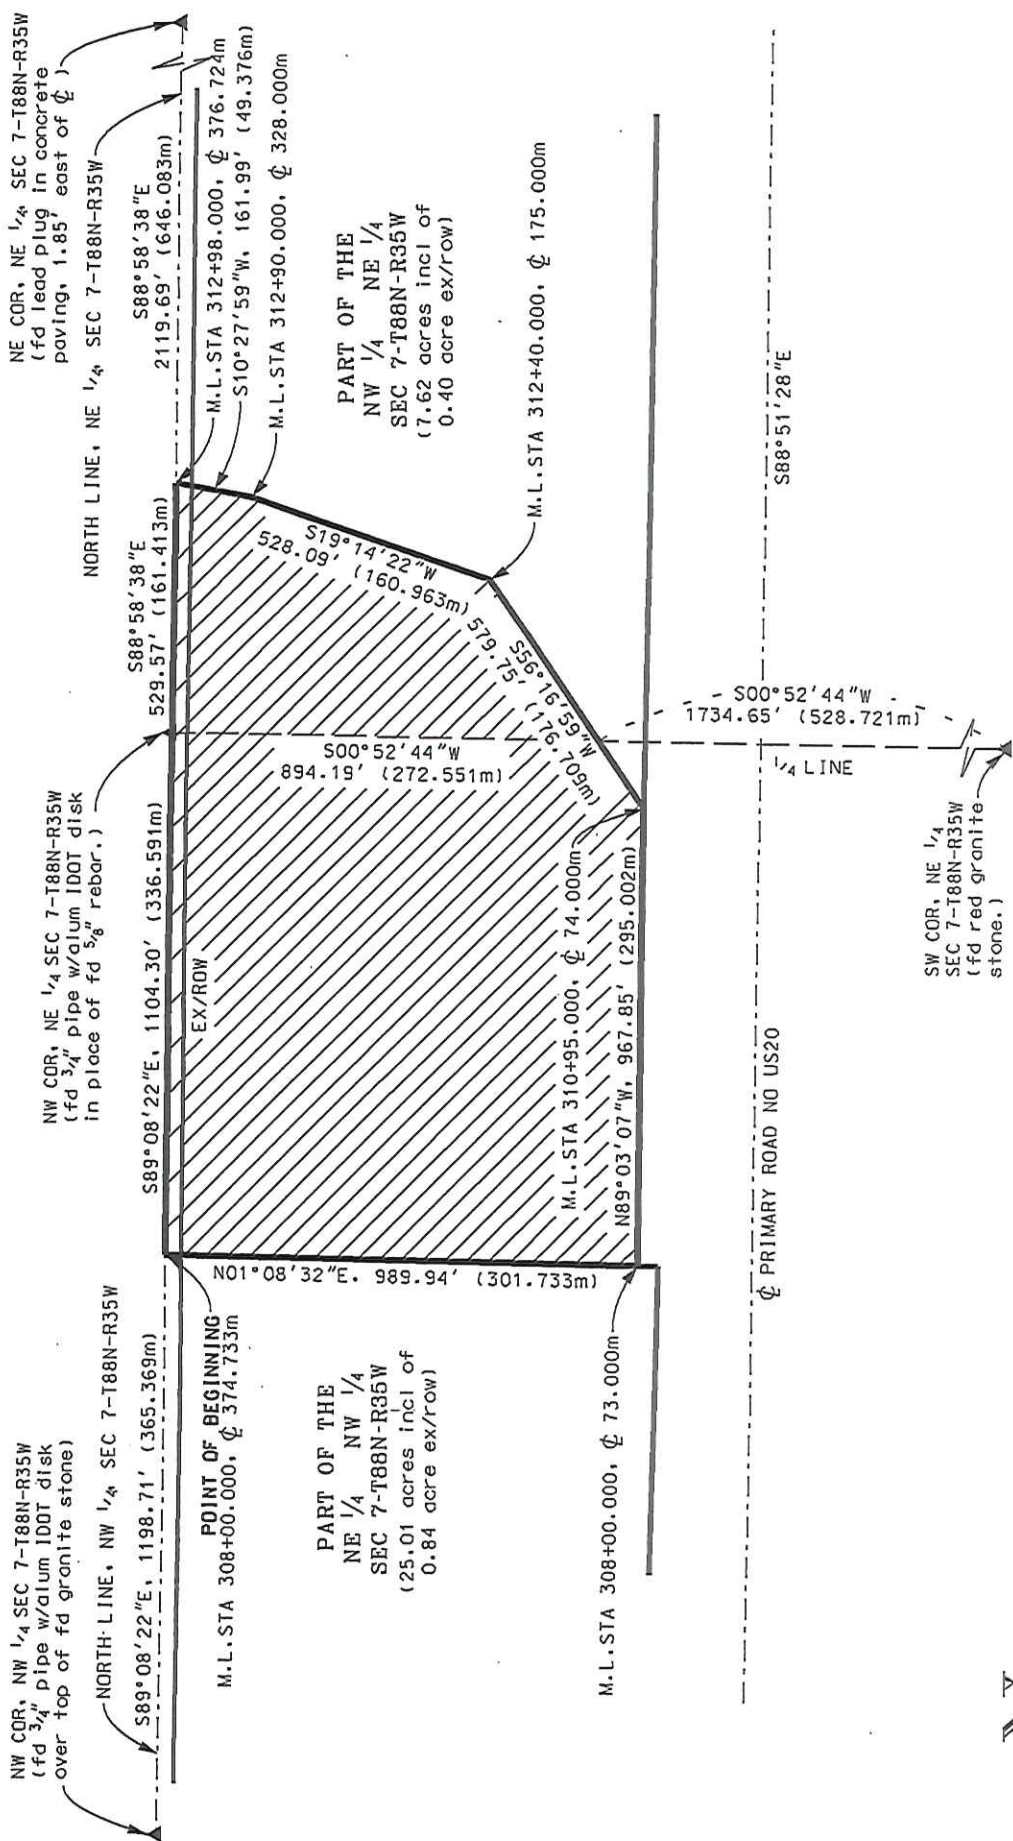 NW COR, NW 1/4 SEC 7-T88N-R35W
(fd 3/4" pipe w/alum IDOT disk
over top of fd granite stone)
NORTH LINE, NW 1/4, SEC 7-T88N-R35W
S89°08'22"E, 1198.71' (365.369m)
POINT OF BEGINNING
M.L.STA 308+00.000, ℄ 374.733m
PART OF THE
NE 1/4 NW 1/4
SEC 7-T88N-R35W
(25.01 acres incl of
0.84 acre ex/row)
M.L.STA 308+00.000, ℄ 73.000m
N01°08'32"E. 989.94' (301.733m)
NW COR, NE 1/4 SEC 7-T88N-R35W
(fd 3/4" pipe w/alum IDOT disk
in place of fd 5/8" rebar.)
S89°08'22"E, 1104.30' (336.591m)
EX/ROW
S00°52'44"W
894.19' (272.551m)
M.L.STA 310+95.000, ℄ 74.000m
N89°03'07"W, 967.85' (295.002m)
℄ PRIMARY ROAD NO US20
S88°58'38"E
529.57' (161.413m)
S19°14'22"W
528.09' (160.963m)
S56°16'59"W
579.75' (176.709m)
S00°52'44"W
1734.65' (528.721m)
1/4 LINE
SW COR, NE 1/4
SEC 7-T88N-R35W
(fd red granite
stone.)
NE COR, NE 1/4, SEC 7-T88N-R35W
(fd lead plug in concrete
paving, 1.85' east of ℄)
NORTH LINE, NE 1/4, SEC 7-T88N-R35W
S88°58'38"E
2119.69' (646.083m)
M.L.STA 312+98.000, ℄ 376.724m
S10°27'59"W, 161.99' (49.376m)
M.L.STA 312+90.000, ℄ 328.000m
PART OF THE
NW 1/4 NE 1/4
SEC 7-T88N-R35W
(7.62 acres incl of
0.40 acre ex/row)
M.L.STA 312+40.000, ℄ 175.000m
S88°51'28"E